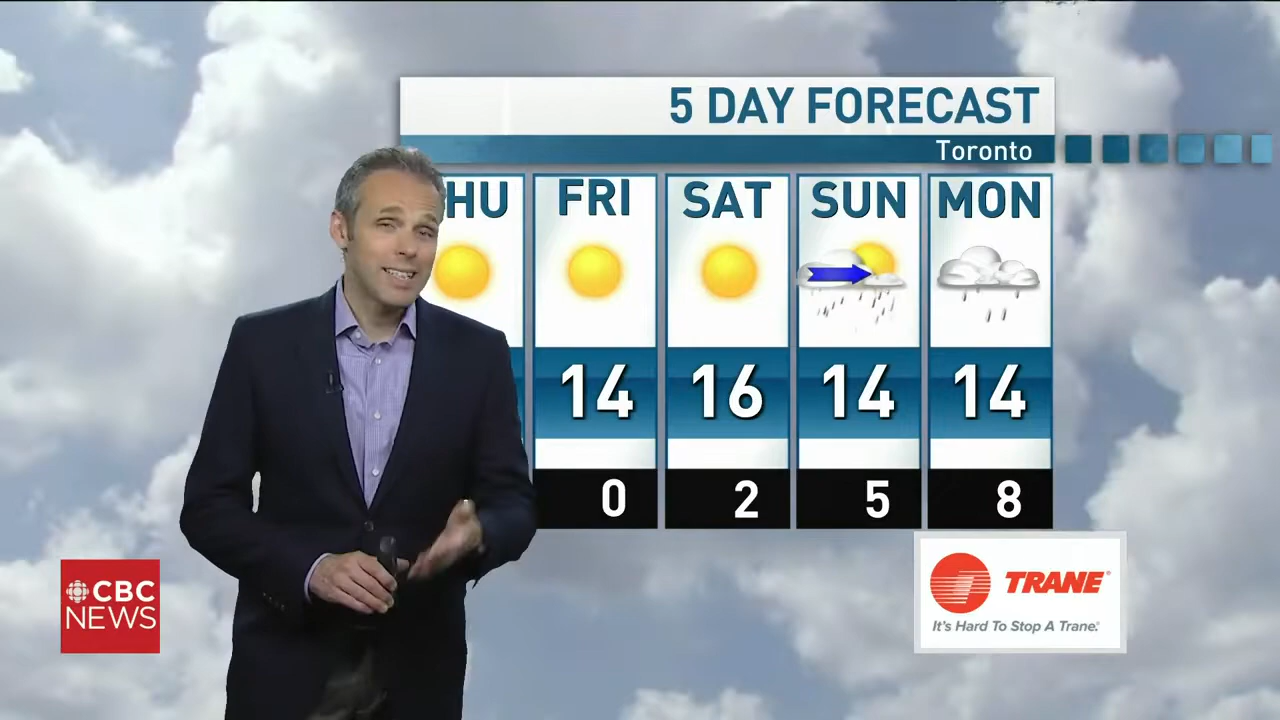 5 DAY FORECAST
Toronto
HU FRI SAT SUN MON
14 16 14 14
0 2 5 8
CBC
NEWS
TRANE®
It's Hard To Stop A Trane.®